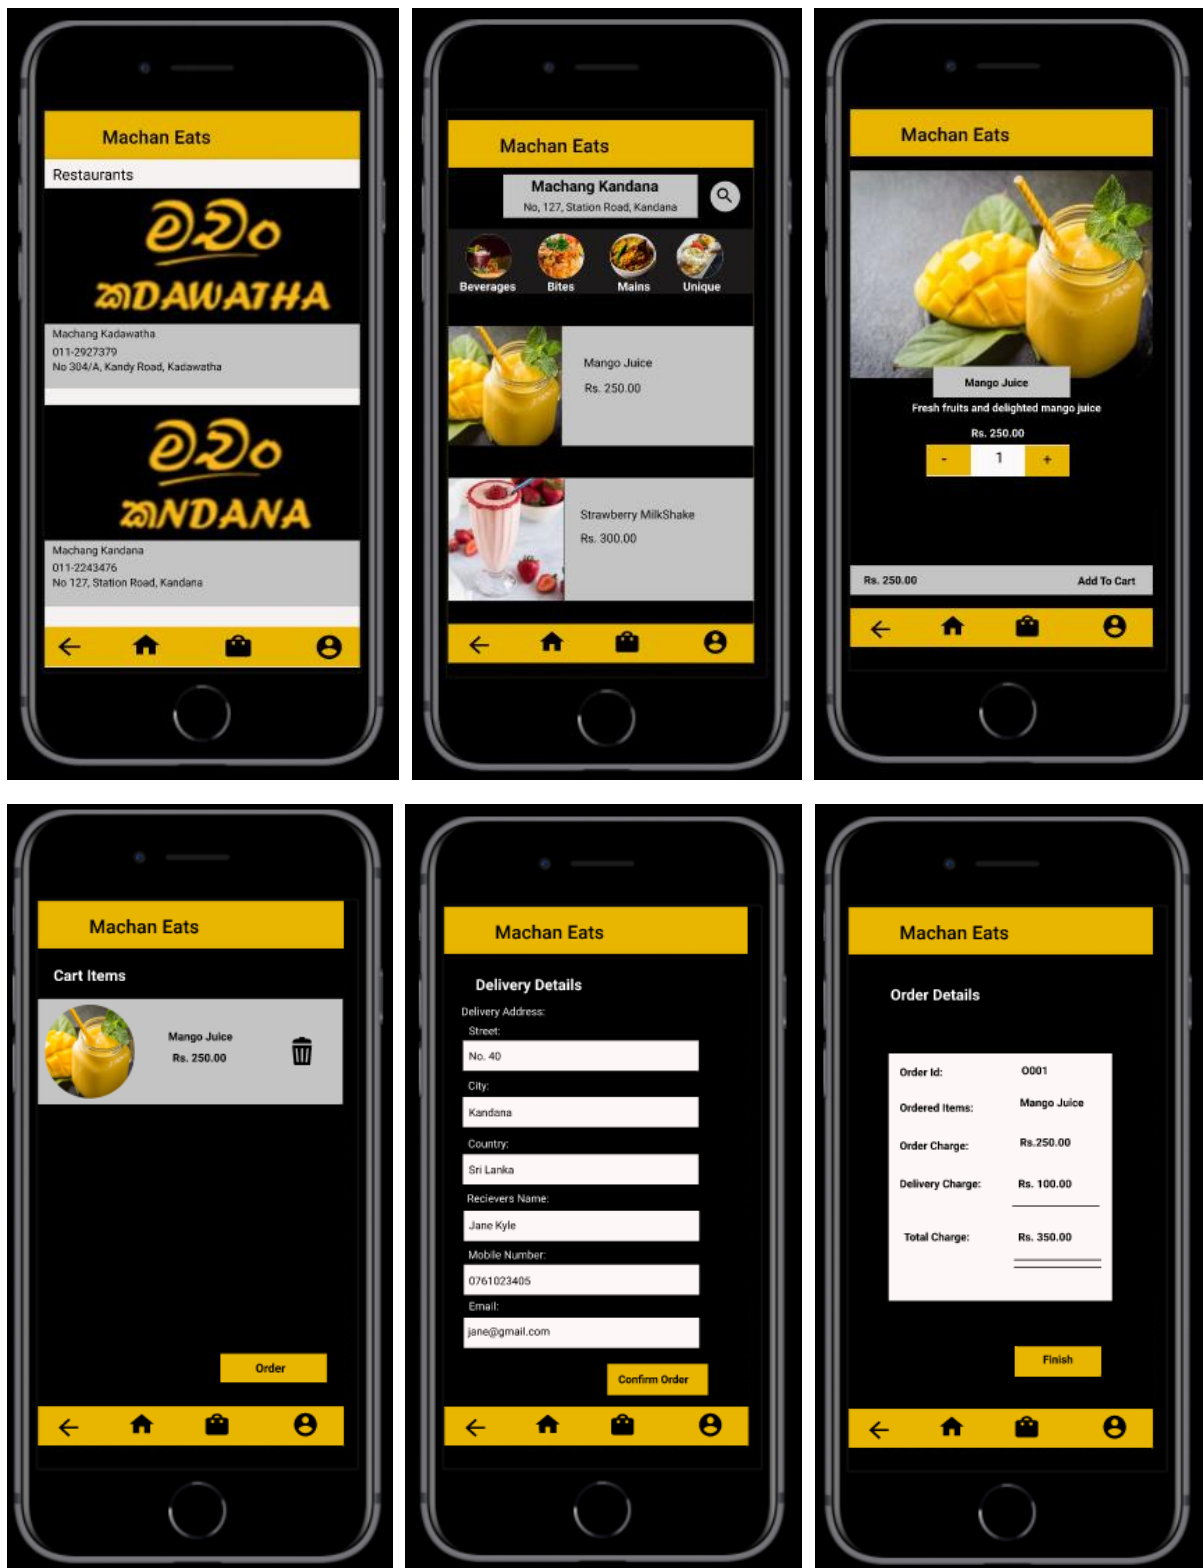 Machan Eats
Restaurants
මචං
කDAWATHA
Machang Kadawatha
011-2927379
No 304/A, Kandy Road, Kadawatha
මචං
කNDANA
Machang Kandana
011-2243476
No 127, Station Road, Kandana
Machan Eats
Machang Kandana
No, 127, Station Road, Kandana
Beverages Bites Mains Unique
Mango Juice
Rs. 250.00
Strawberry MilkShake
Rs. 300.00
Machan Eats
Mango Juice
Fresh fruits and delighted mango juice
Rs. 250.00
- 1 +
Rs. 250.00 Add To Cart
Machan Eats
Cart Items
Mango Juice
Rs. 250.00
Order
Machan Eats
Delivery Details
Delivery Address:
Street:
No. 40
City:
Kandana
Country:
Sri Lanka
Recievers Name:
Jane Kyle
Mobile Number:
0761023405
Email:
jane@gmail.com
Confirm Order
Machan Eats
Order Details
Order Id: O001
Ordered Items: Mango Juice
Order Charge: Rs.250.00
Delivery Charge: Rs. 100.00
Total Charge: Rs. 350.00
Finish